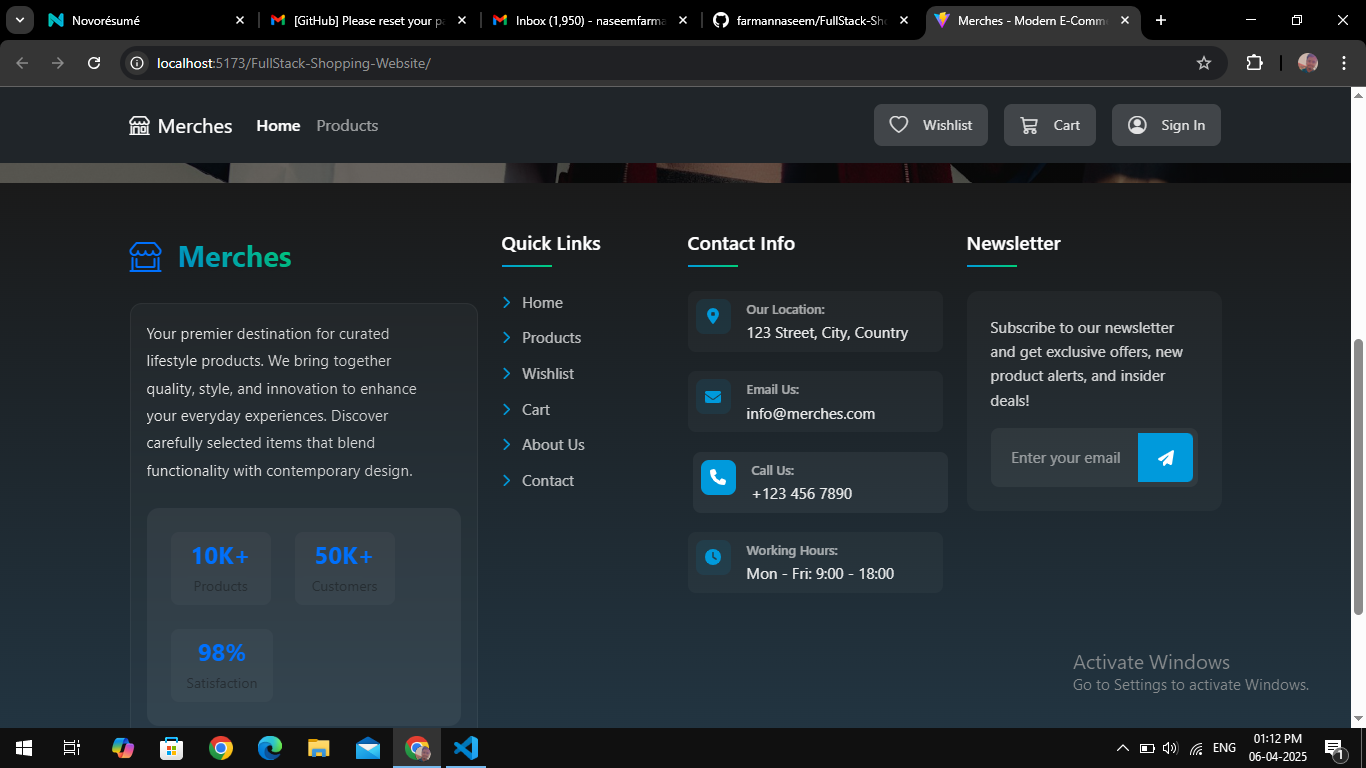 Novorésumé
[GitHub] Please reset your pa
Inbox (1,950) - naseemfarma
farmannaseem/FullStack-Sho
Merches - Modern E-Comme
localhost:5173/FullStack-Shopping-Website/
Merches
Home
Products
Wishlist
Cart
Sign In
Merches
Your premier destination for curated
lifestyle products. We bring together
quality, style, and innovation to enhance
your everyday experiences. Discover
carefully selected items that blend
functionality with contemporary design.
10K+
Products
50K+
Customers
98%
Satisfaction
Quick Links
Home
Products
Wishlist
Cart
About Us
Contact
Contact Info
Our Location:
123 Street, City, Country
Email Us:
info@merches.com
Call Us:
+123 456 7890
Working Hours:
Mon - Fri: 9:00 - 18:00
Newsletter
Subscribe to our newsletter
and get exclusive offers, new
product alerts, and insider
deals!
Enter your email
Activate Windows
Go to Settings to activate Windows.
ENG
01:12 PM
06-04-2025
1